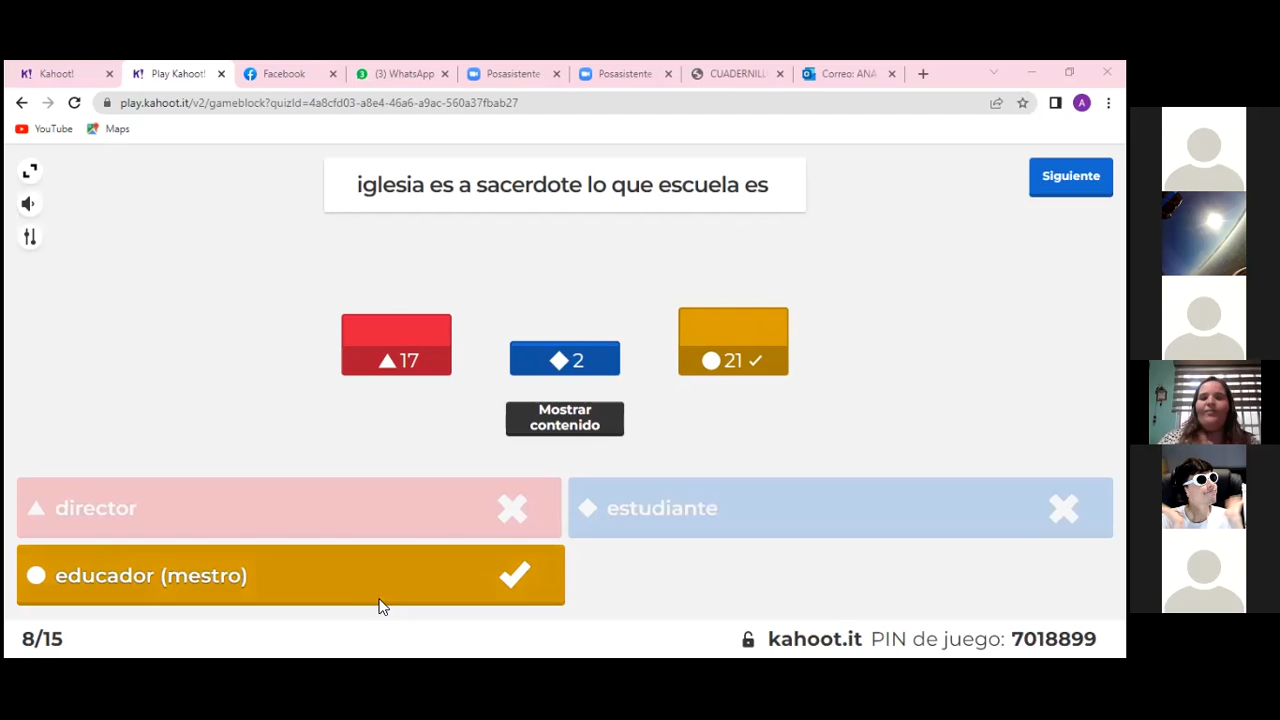 Kahoot!
Play Kahoot!
Facebook
(3) WhatsApp
Posasistente
Posasistente
CUADERNILL
Correo: ANA
play.kahoot.it/v2/gameblock?quizId=4a8cfd03-a8e4-46a6-a9ac-560a37fbab27
A
YouTube
Maps
iglesia es a sacerdote lo que escuela es
Siguiente
17
2
21
Mostrar
contenido
director
estudiante
educador (mestro)
8/15
kahoot.it PIN de juego: 7018899